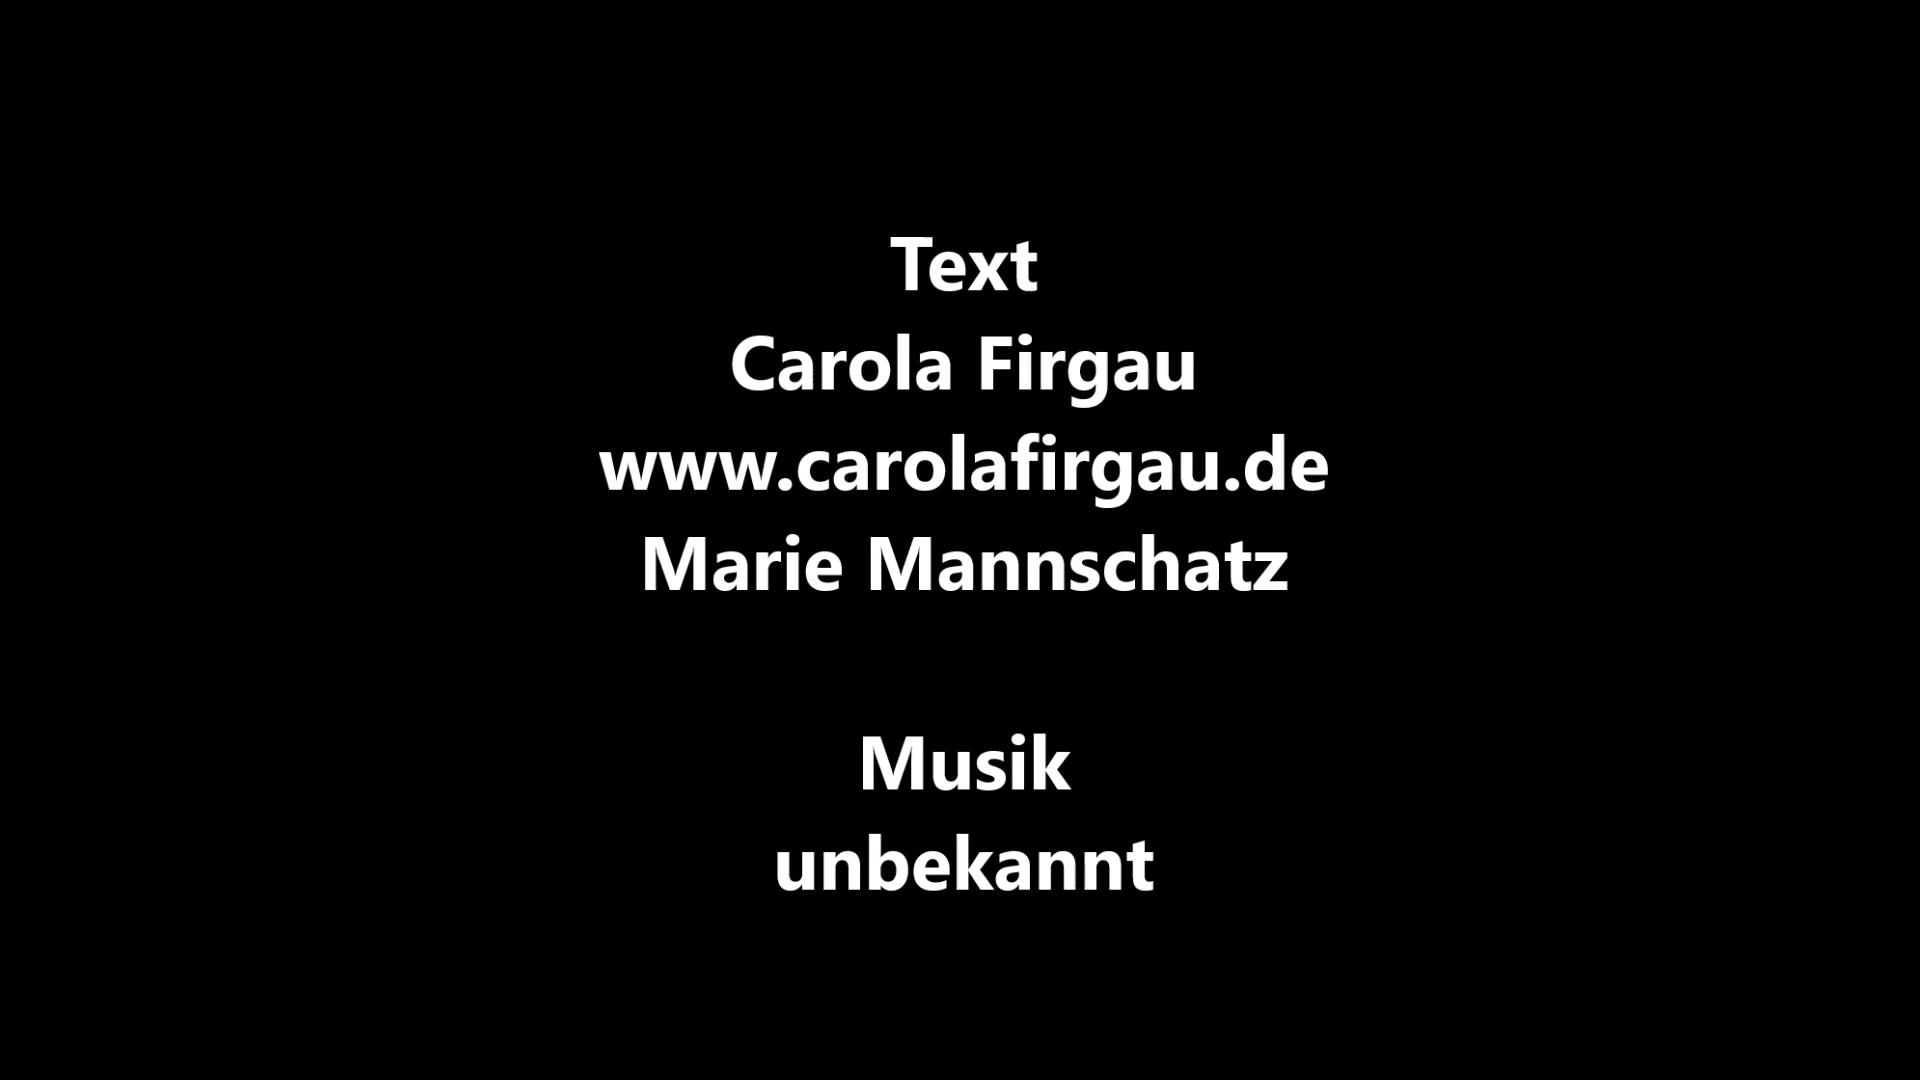 Text
Carola Firgau
www.carolafirgau.de
Marie Mannschatz
Musik
unbekannt